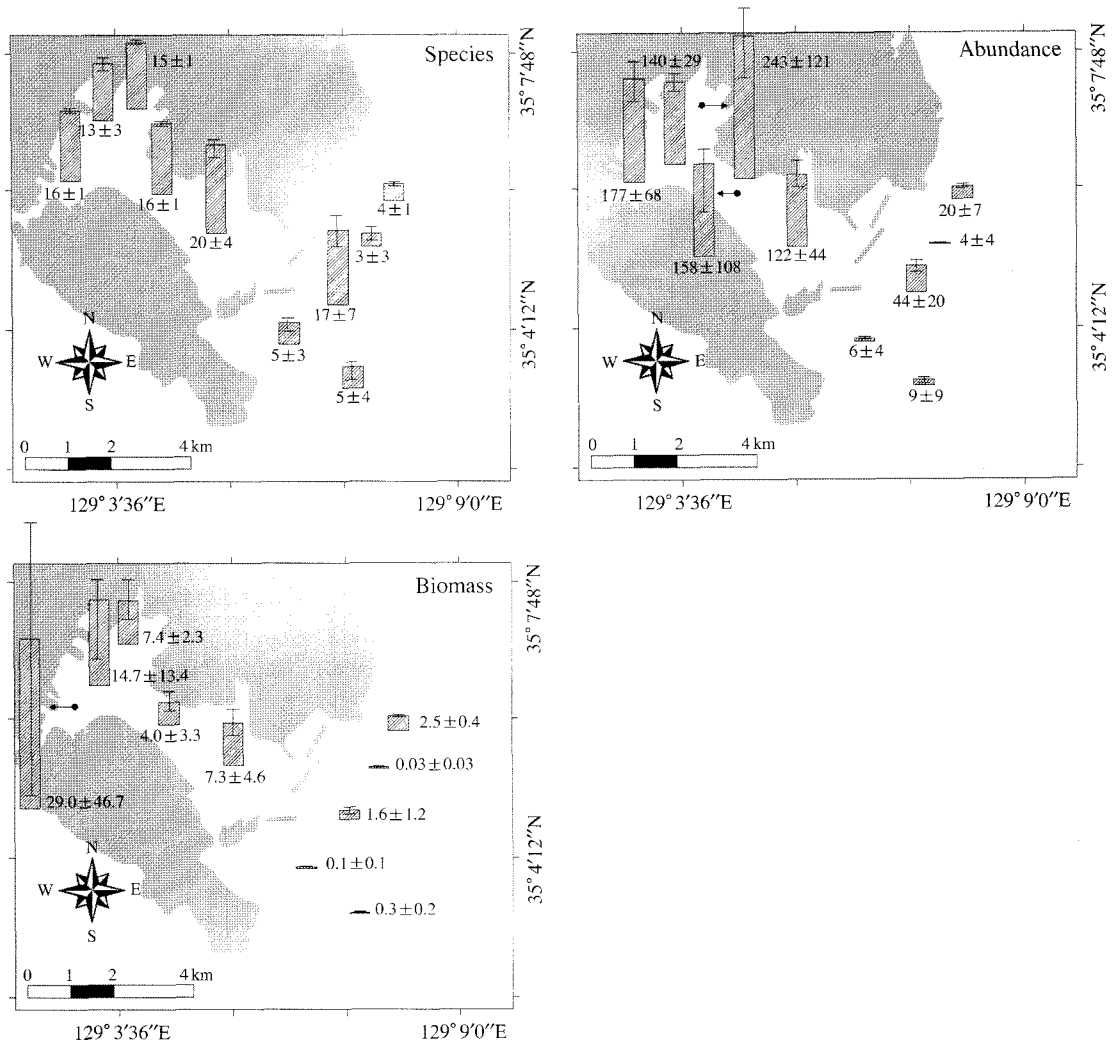 Species
15±1
13±3
16±1
16±1
20±4
4±1
3±3
17±7
5±3
5±4
N
W E
S
0 1 2 4 km
129° 3′36″E 129° 9′0″E
35° 7′48″N
35° 4′12″N
Abundance
140±29
243±121
177±68
158±108
122±44
20±7
4±4
44±20
6±4
9±9
N
W E
S
0 1 2 4 km
129° 3′36″E 129° 9′0″E
35° 7′48″N
35° 4′12″N
Biomass
7.4±2.3
14.7±13.4
4.0±3.3
7.3±4.6
29.0±46.7
2.5±0.4
0.03±0.03
1.6±1.2
0.1±0.1
0.3±0.2
N
W E
S
0 1 2 4 km
129° 3′36″E 129° 9′0″E
35° 7′48″N
35° 4′12″N